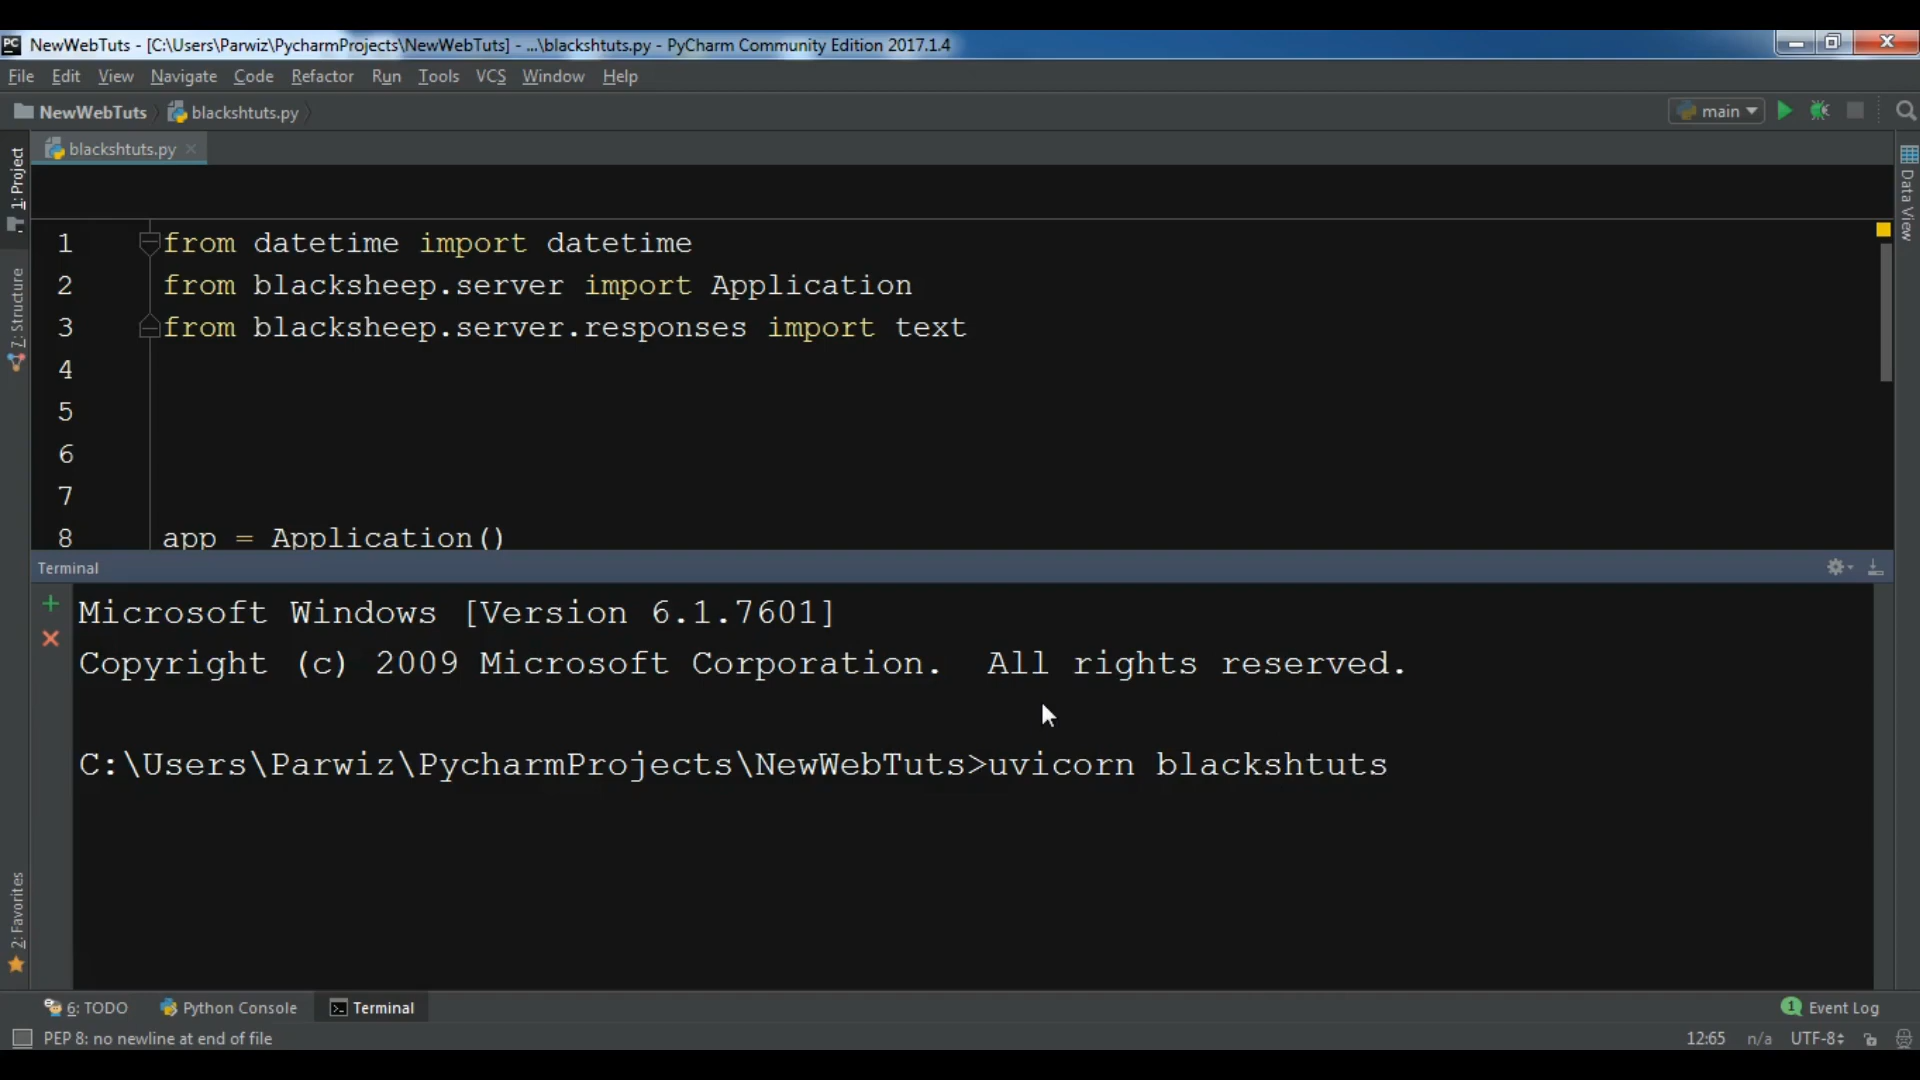 PC NewWebTuts - [C:\Users\Parwiz\PycharmProjects\NewWebTuts] - ...\blackshtuts.py - PyCharm Community Edition 2017.1.4
File Edit View Navigate Code Refactor Run Tools VCS Window Help
NewWebTuts blackshtuts.py main
blackshtuts.py
1: Project
7: Structure
2: Favorites
Data View
1 from datetime import datetime
2 from blacksheep.server import Application
3 from blacksheep.server.responses import text
4
5
6
7
8 app = Application()
Terminal
Microsoft Windows [Version 6.1.7601]
Copyright (c) 2009 Microsoft Corporation.  All rights reserved.
C:\Users\Parwiz\PycharmProjects\NewWebTuts>uvicorn blackshtuts
6: TODO Python Console Terminal 1 Event Log
PEP 8: no newline at end of file 12:65 n/a UTF-8